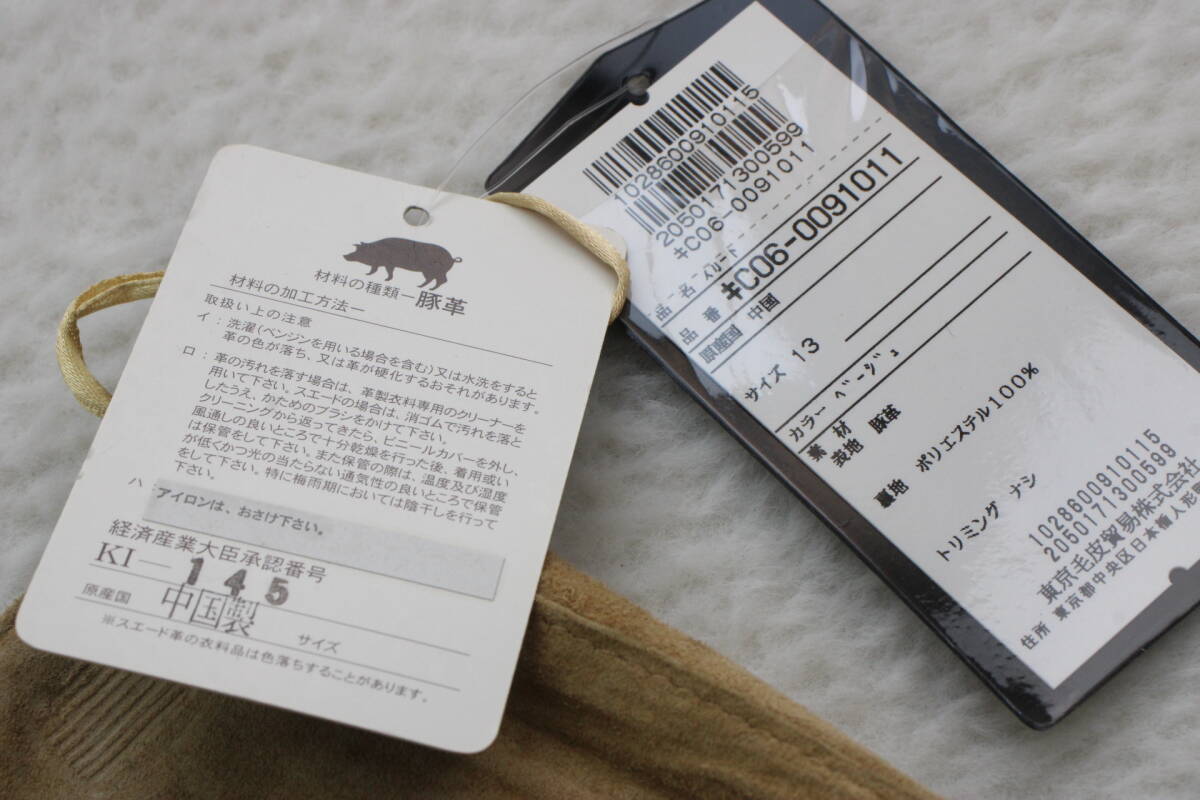 材料の種類―豚革
材料の加工方法―
取扱い上の注意
イ：洗濯(ベンジンを用いる場合を含む)又は水洗をすると
革の色が落ち、又は革が硬化するおそれがあります。
ロ：革の汚れを落す場合は、革製衣料専用のクリーナーを
用いて下さい。スエードの場合は、消ゴムで汚れを落と
したうえ、かためのブラシをかけて下さい。
クリーニングから返ってきたら、ビニールカバーを外し、
風通しの良いところで十分乾燥を行った後、着用或い
は保管をして下さい。また保管の際は、温度及び湿度
が低くかつ光の当たらない通気性の良いところで保管
をして下さい。特に梅雨期においては陰干しを行って
下さい。
ハ
アイロンは、おさけ下さい。
経済産業大臣承認番号
KI―145
原産国 中国製 サイズ
※スエード革の衣料品は色落ちすることがあります。
1028600910115
2050171300599
ｷC06-0091011
品 名
品 番 ｷC06-0091011
原産国 中国
サイズ 13
カラー ﾍﾞｰｼﾞｭ
素 材
表地 豚革
裏地 ポリエステル100%
トリミング ナシ
1028600910115
2050171300599
東京毛皮貿易株式会社
住所 東京都中央区日本橋人形